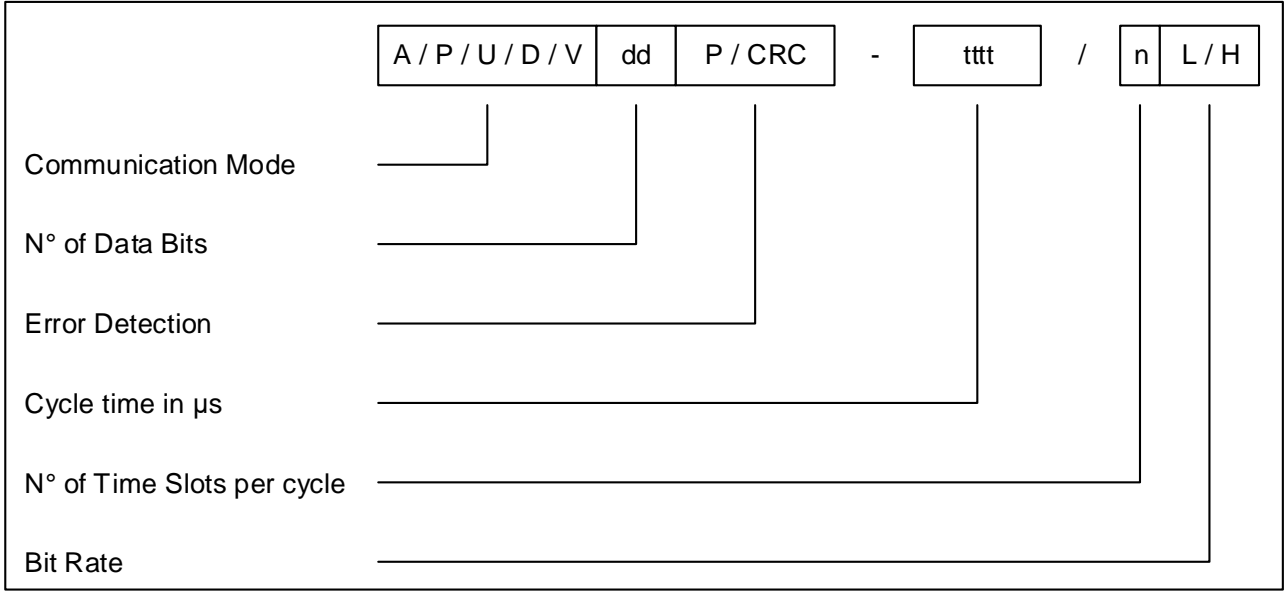 A / P / U / D / V dd P / CRC - tttt / n L / H
Communication Mode
N° of Data Bits
Error Detection
Cycle time in µs
N° of Time Slots per cycle
Bit Rate